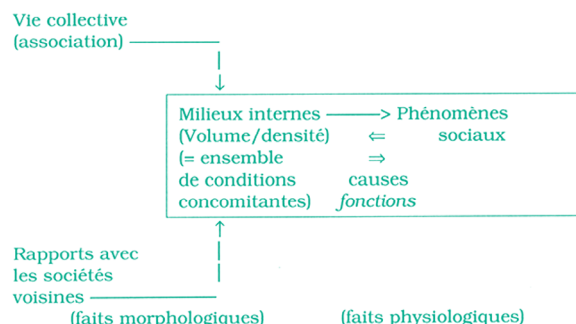 Vie collective
(association)
Milieux internes > Phénomènes
(Volume/densité) ⇐ sociaux
(= ensemble ⇒
de conditions causes
concomitantes) fonctions
Rapports avec
les sociétés
voisines
(faits morphologiques) (faits physiologiques)